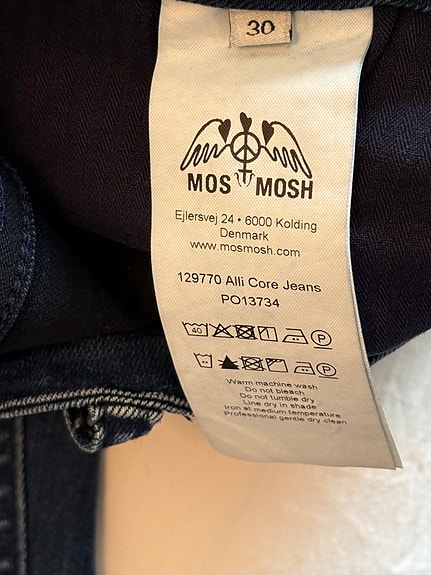 30
MOS MOSH
Ejlersvej 24 • 6000 Kolding
Denmark
www.mosmosh.com
129770 Alli Core Jeans
PO13734
40 P
P
Warm machine wash
Do not bleach
Do not tumble dry
Line dry in shade
Iron at medium temperature
Professional gentle dry clean